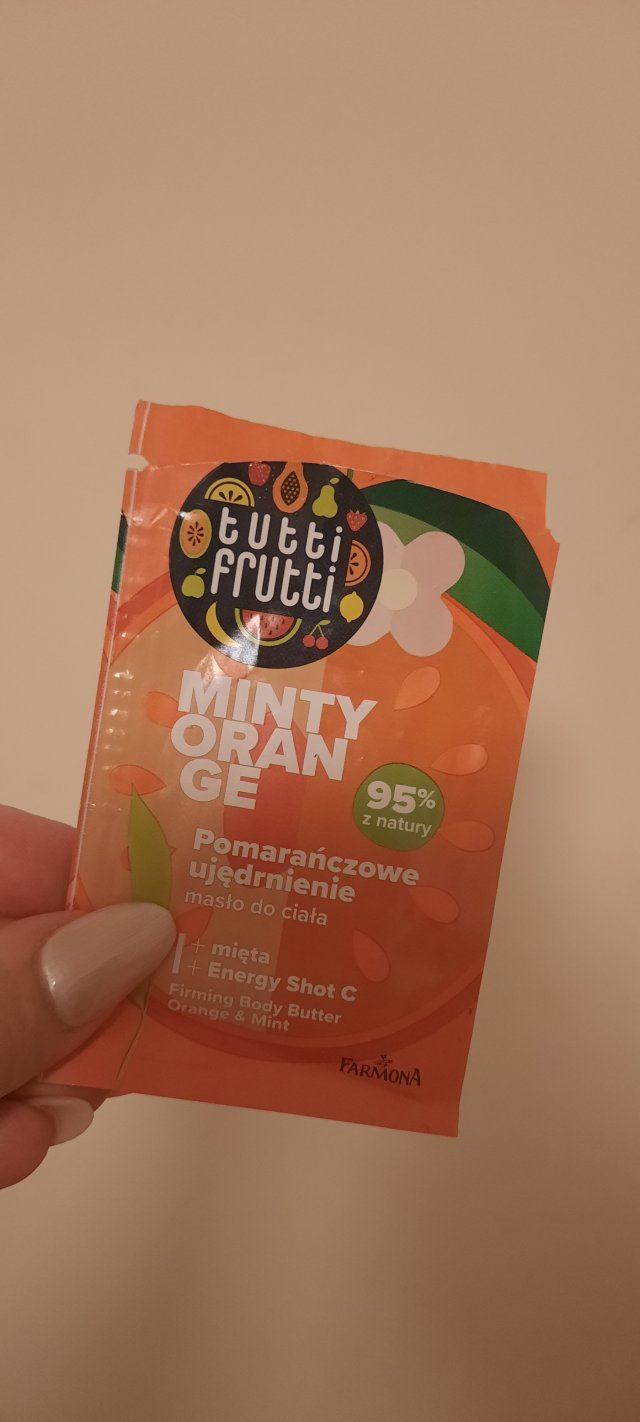 tutti
frutti
MINTY
ORAN
GE
95%
z natury
Pomarańczowe
ujędrnienie
masło do ciała
+ mięta
+ Energy Shot C
Firming Body Butter
Orange & Mint
FARMONA